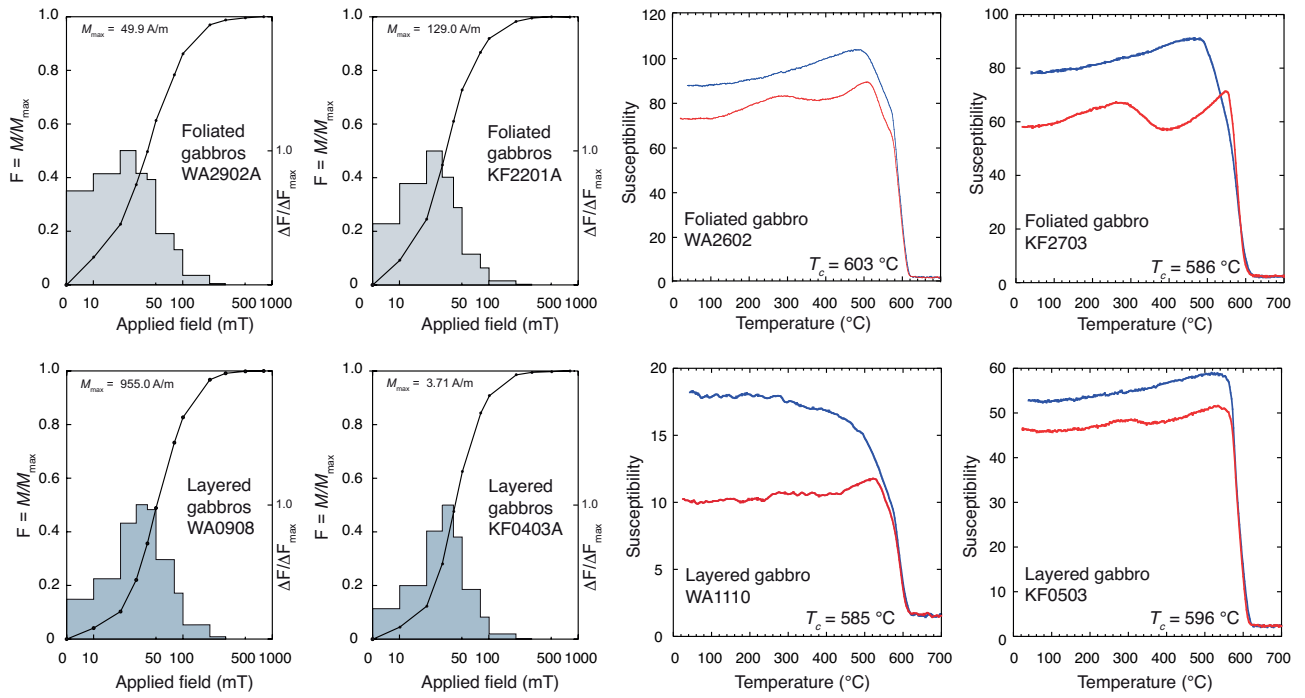 M_max = 49.9 A/m
1.0
0.8
0.6
0.4
0.2
0
F = M/M_max
Foliated
gabbros
WA2902A
1.0
ΔF/ΔF_max
0 10 50 100 1000
Applied field (mT)
M_max = 129.0 A/m
1.0
0.8
0.6
0.4
0.2
0
F = M/M_max
Foliated
gabbros
KF2201A
1.0
ΔF/ΔF_max
0 10 50 100 1000
Applied field (mT)
120
100
80
60
40
20
0
Susceptibility
Foliated gabbro
WA2602
T_c = 603 °C
0 100 200 300 400 500 600 700
Temperature (°C)
100
80
60
40
20
0
Susceptibility
Foliated gabbro
KF2703
T_c = 586 °C
0 100 200 300 400 500 600 700
Temperature (°C)
M_max = 955.0 A/m
1.0
0.8
0.6
0.4
0.2
0
F = M/M_max
Layered
gabbros
WA0908
1.0
ΔF/ΔF_max
0 10 50 100 1000
Applied field (mT)
M_max = 3.71 A/m
1.0
0.8
0.6
0.4
0.2
0
F = M/M_max
Layered
gabbros
KF0403A
1.0
ΔF/ΔF_max
0 10 50 100 1000
Applied field (mT)
20
15
10
5
0
Susceptibility
Layered gabbro
WA1110
T_c = 585 °C
0 100 200 300 400 500 600 700
Temperature (°C)
60
50
40
30
20
10
0
Susceptibility
Layered gabbro
KF0503
T_c = 596 °C
0 100 200 300 400 500 600 700
Temperature (°C)